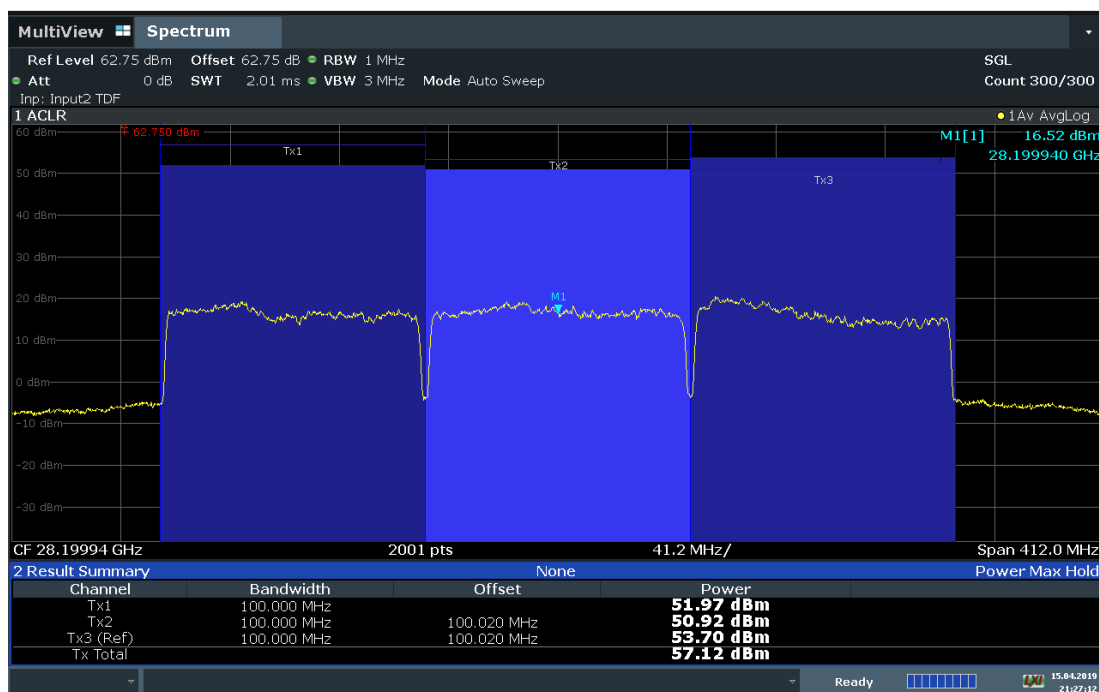 MultiView Spectrum
Ref Level 62.75 dBm Offset 62.75 dB RBW 1 MHz SGL
Att 0 dB SWT 2.01 ms VBW 3 MHz Mode Auto Sweep Count 300/300
Inp: Input2 TDF
1 ACLR 1Av AvgLog
60 dBm 62.750 dBm M1[1] 16.52 dBm
28.199940 GHz
Tx1
Tx2
50 dBm
Tx3
40 dBm
30 dBm
20 dBm
M1
10 dBm
0 dBm
-10 dBm
-20 dBm
-30 dBm
CF 28.19994 GHz 2001 pts 41.2 MHz/ Span 412.0 MHz
2 Result Summary None Power Max Hold
Channel Bandwidth Offset Power
Tx1 100.000 MHz 51.97 dBm
Tx2 100.000 MHz 100.020 MHz 50.92 dBm
Tx3 (Ref) 100.000 MHz 100.020 MHz 53.70 dBm
Tx Total 57.12 dBm
Ready 15.04.2019
21:27:12